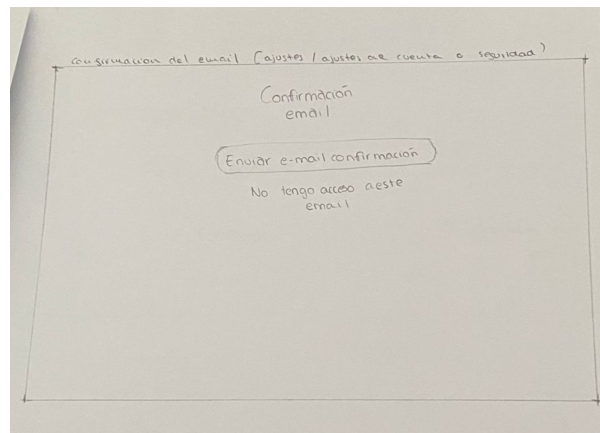 confirmacion del email (ajustes / ajustes de cuenta o seguridad)
Confirmación
email
Enviar e-mail confirmación
No tengo acceso a este
email